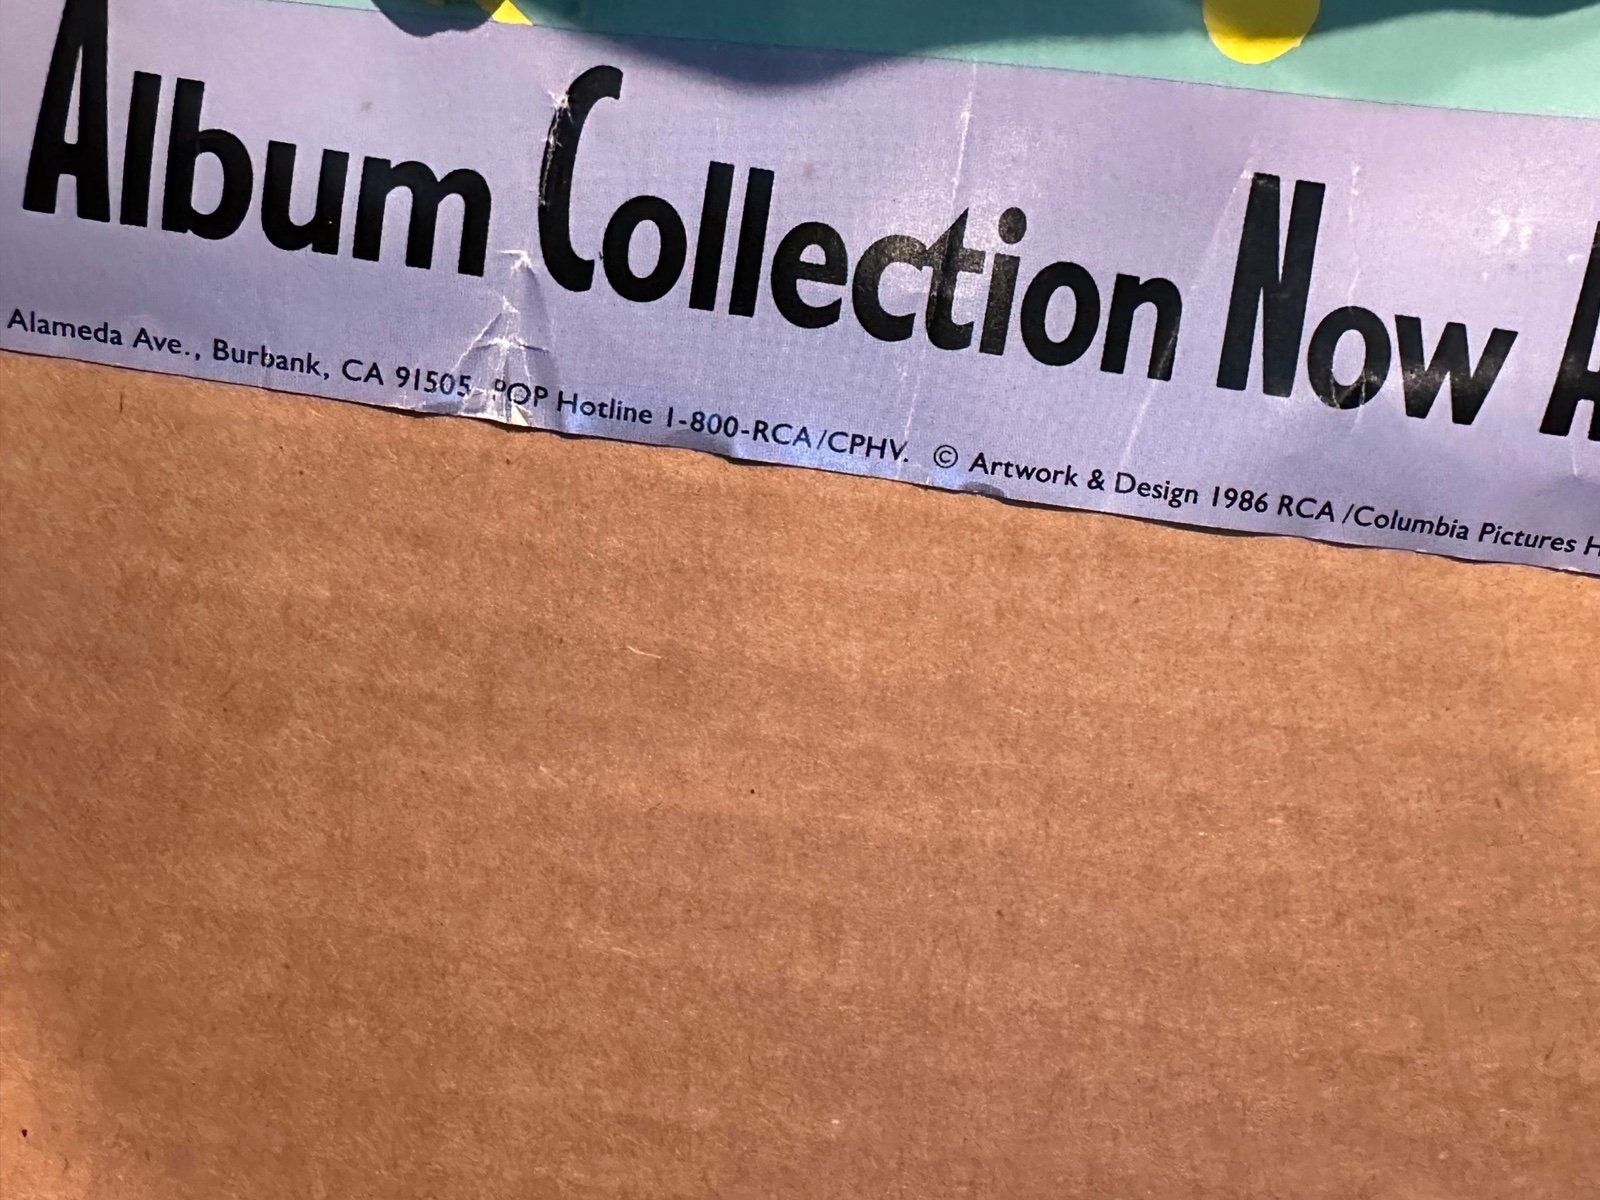 Album Collection Now
Alameda Ave., Burbank, CA 91505 POP Hotline 1-800-RCA/CPHV. © Artwork & Design 1986 RCA/Columbia Pictures